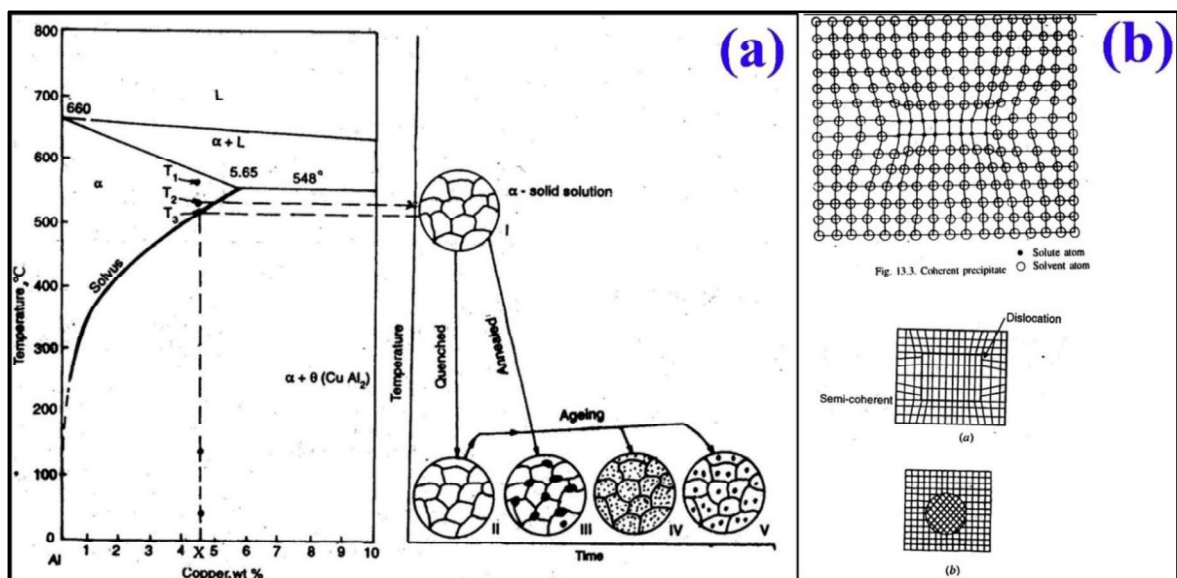 (a)
800
700
660
L
α + L
600
T1
5.65
548°
α
T2
T3
500
Solvus
400
300
200
100
0
Temperature, °C
α + θ (Cu Al2)
Al
1
2
3
4
X
5
6
7
8
9
10
Copper, wt %
α - solid solution
I
Temperature
Quenched
Annealed
Ageing
II
III
IV
V
Time
(b)
• Solute atom
○ Solvent atom
Fig. 13.3. Coherent precipitate
Dislocation
Semi-coherent
(a)
(b)